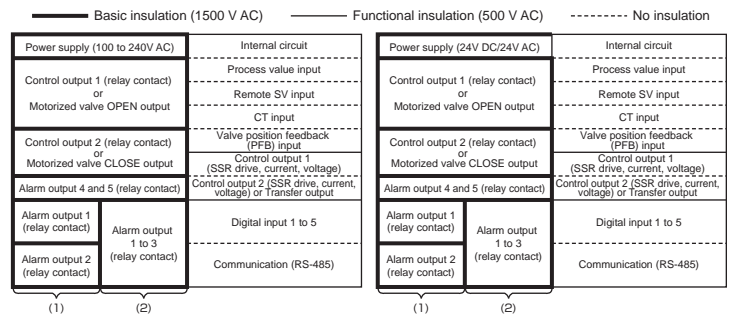 Basic insulation (1500 V AC)
Functional insulation (500 V AC)
No insulation
Power supply (100 to 240V AC)
Internal circuit
Control output 1 (relay contact)
or
Motorized valve OPEN output
Process value input
Remote SV input
CT input
Control output 2 (relay contact)
or
Motorized valve CLOSE output
Valve position feedback
(PFB) input
Control output 1
(SSR drive, current, voltage)
Alarm output 4 and 5 (relay contact)
Control output 2 (SSR drive, current,
voltage) or Transfer output
Alarm output 1
(relay contact)
Alarm output 2
(relay contact)
Alarm output
1 to 3
(relay contact)
Digital input 1 to 5
Communication (RS-485)
(1)
(2)
Power supply (24V DC/24V AC)
Internal circuit
Control output 1 (relay contact)
or
Motorized valve OPEN output
Process value input
Remote SV input
CT input
Control output 2 (relay contact)
or
Motorized valve CLOSE output
Valve position feedback
(PFB) input
Control output 1
(SSR drive, current, voltage)
Alarm output 4 and 5 (relay contact)
Control output 2 (SSR drive, current,
voltage) or Transfer output
Alarm output 1
(relay contact)
Alarm output 2
(relay contact)
Alarm output
1 to 3
(relay contact)
Digital input 1 to 5
Communication (RS-485)
(1)
(2)